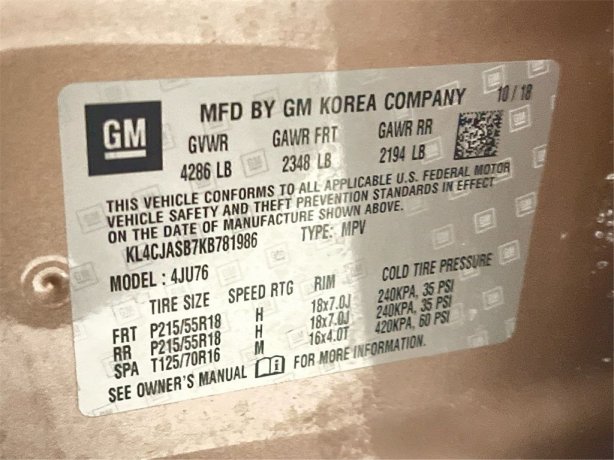 GM
MFD BY GM KOREA COMPANY 10 / 18
GVWR GAWR FRT GAWR RR
4286 LB 2348 LB 2194 LB
THIS VEHICLE CONFORMS TO ALL APPLICABLE U.S. FEDERAL MOTOR
VEHICLE SAFETY AND THEFT PREVENTION STANDARDS IN EFFECT
ON THE DATE OF MANUFACTURE SHOWN ABOVE.
KL4CJASB7KB781986 TYPE: MPV
MODEL : 4JU76
TIRE SIZE SPEED RTG RIM COLD TIRE PRESSURE
FRT P215/55R18 H 18x7.0J 240KPA, 35 PSI
RR P215/55R18 H 18x7.0J 240KPA, 35 PSI
SPA T125/70R16 M 16x4.0T 420KPA, 60 PSI
SEE OWNER'S MANUAL FOR MORE INFORMATION.